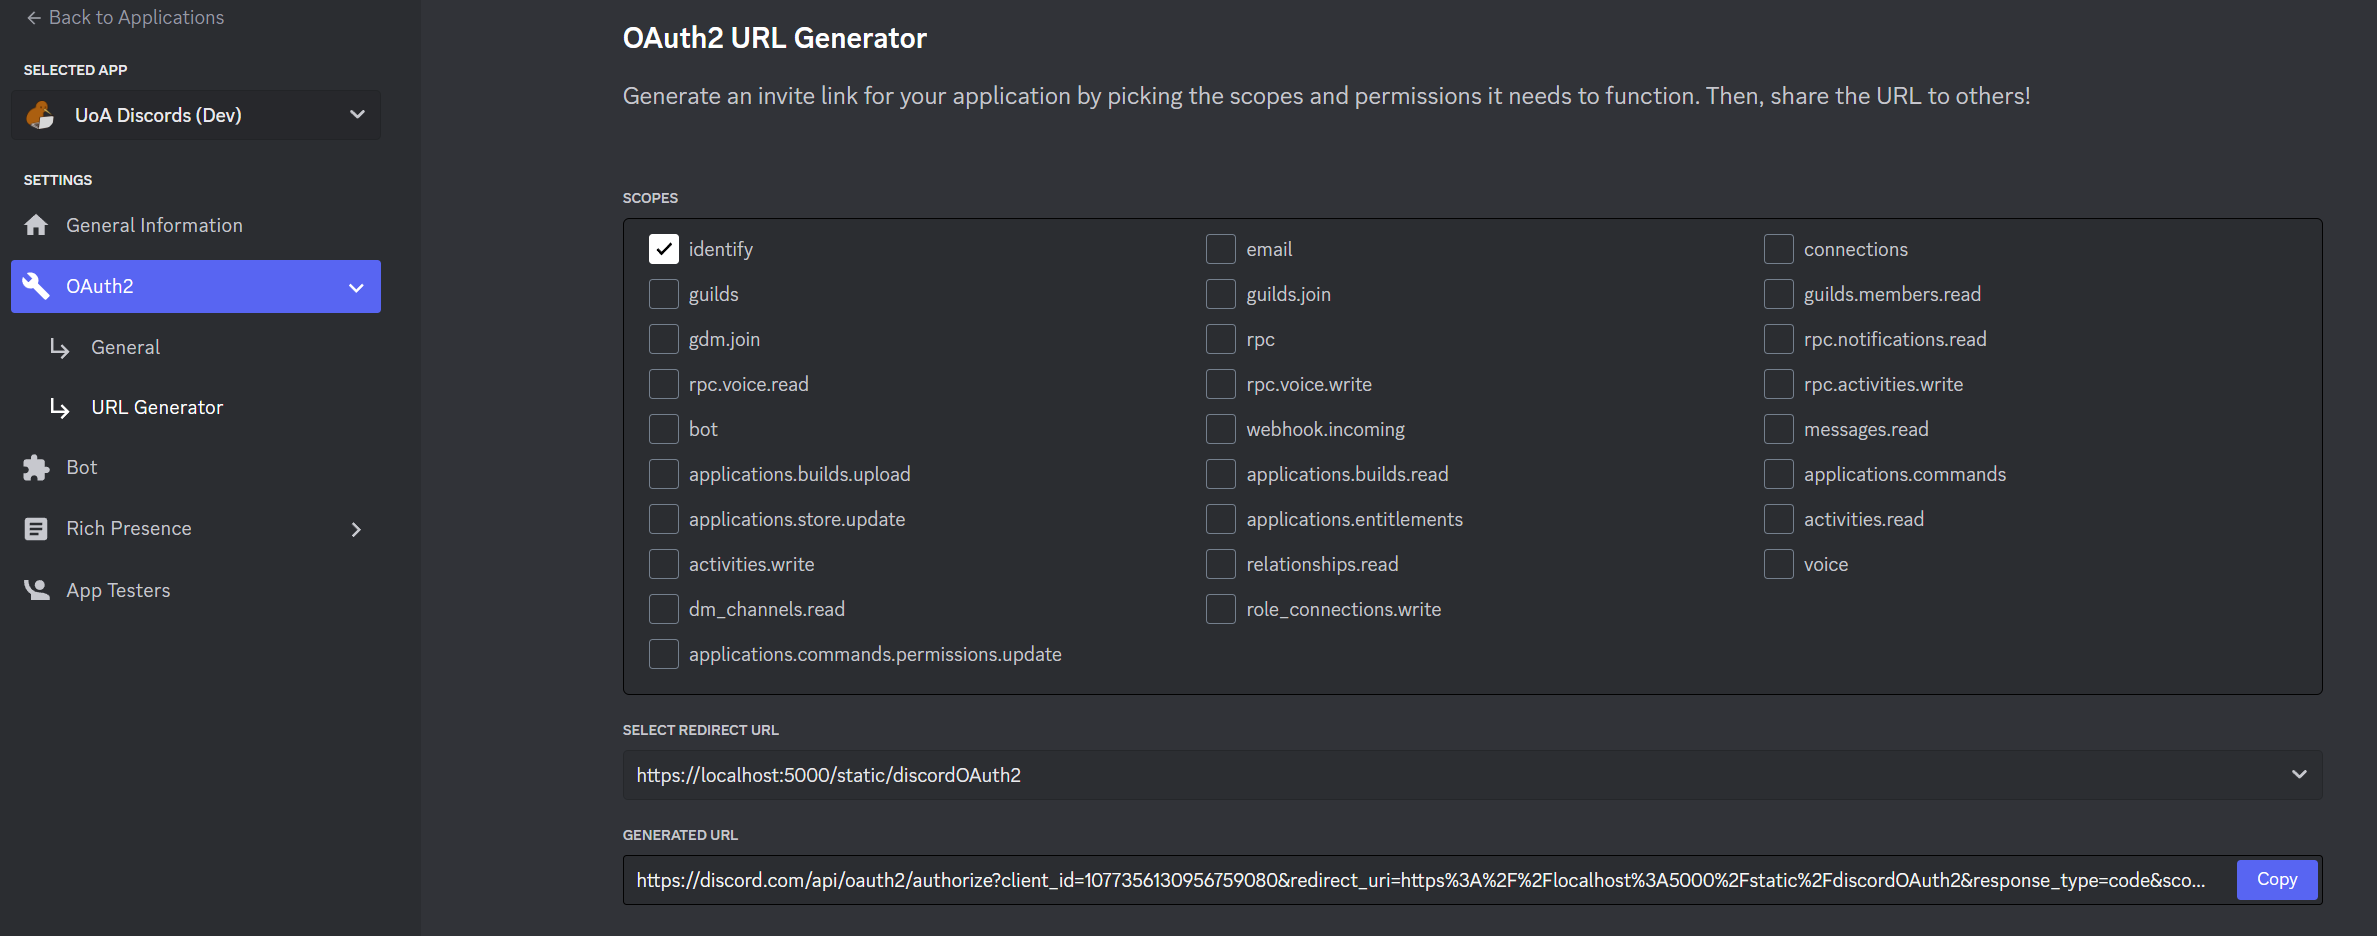 Back to Applications
SELECTED APP
UoA Discords (Dev)
SETTINGS
General Information
OAuth2
General
URL Generator
Bot
Rich Presence
App Testers
OAuth2 URL Generator
Generate an invite link for your application by picking the scopes and permissions it needs to function. Then, share the URL to others!
SCOPES
identify email connections
guilds guilds.join guilds.members.read
gdm.join rpc rpc.notifications.read
rpc.voice.read rpc.voice.write rpc.activities.write
bot webhook.incoming messages.read
applications.builds.upload applications.builds.read applications.commands
applications.store.update applications.entitlements activities.read
activities.write relationships.read voice
dm_channels.read role_connections.write
applications.commands.permissions.update
SELECT REDIRECT URL
https://localhost:5000/static/discordOAuth2
GENERATED URL
https://discord.com/api/oauth2/authorize?client_id=1077356130956759080&redirect_uri=https%3A%2F%2Flocalhost%3A5000%2Fstatic%2FdiscordOAuth2&response_type=code&sco... Copy